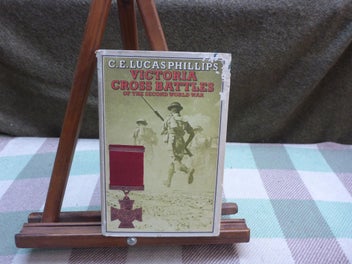 C.E.LUCAS PHILLIPS
VICTORIA
CROSS BATTLES
OF THE SECOND WORLD WAR